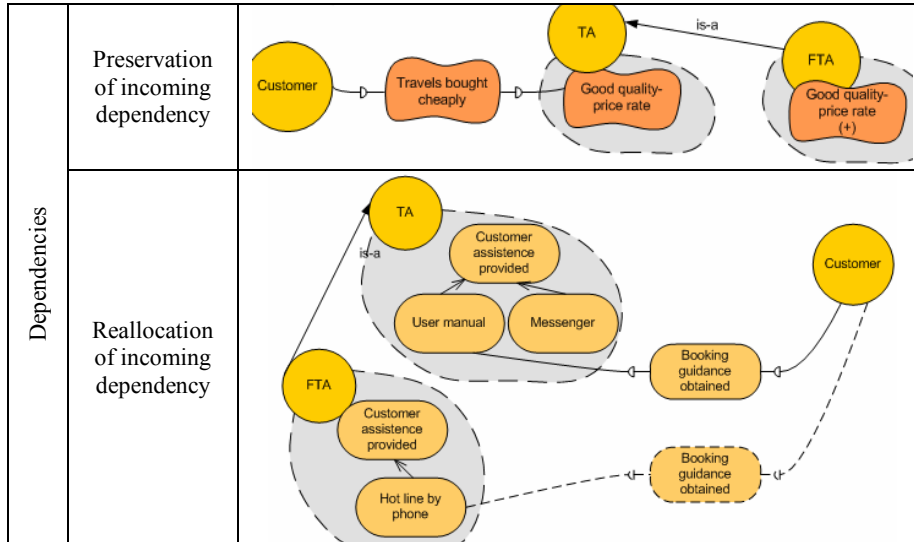 Dependencies
Preservation
of incoming
dependency
Customer
Travels bought
cheaply
TA
Good quality-
price rate
is-a
FTA
Good quality-
price rate
(+)
Reallocation
of incoming
dependency
TA
is-a
Customer
assistence
provided
User manual
Messenger
Customer
Booking
guidance
obtained
FTA
Customer
assistence
provided
Hot line by
phone
Booking
guidance
obtained